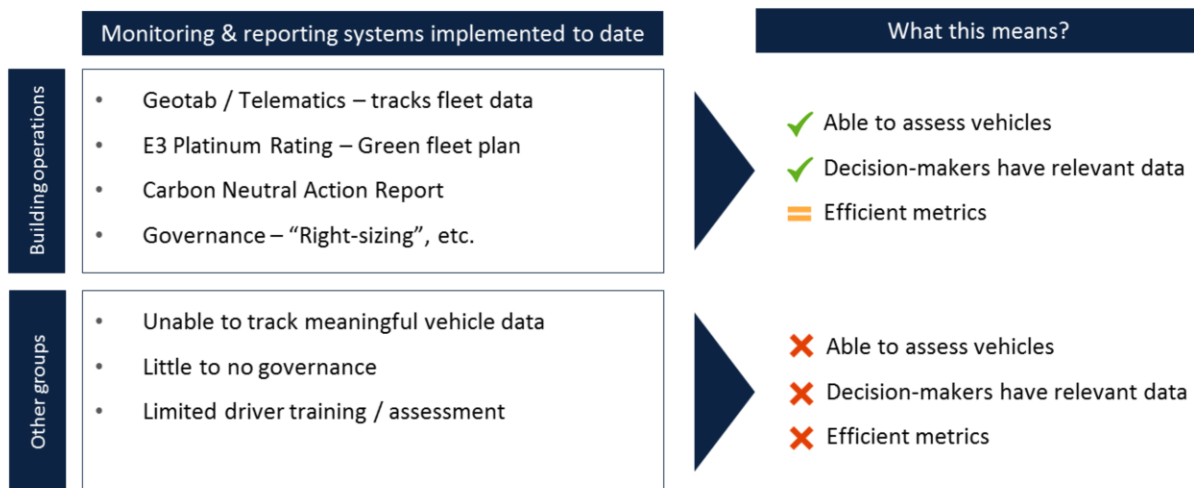 Monitoring & reporting systems implemented to date
What this means?
Building operations
• Geotab / Telematics – tracks fleet data
• E3 Platinum Rating – Green fleet plan
• Carbon Neutral Action Report
• Governance – “Right-sizing”, etc.
Able to assess vehicles
Decision-makers have relevant data
Efficient metrics
Other groups
• Unable to track meaningful vehicle data
• Little to no governance
• Limited driver training / assessment
Able to assess vehicles
Decision-makers have relevant data
Efficient metrics